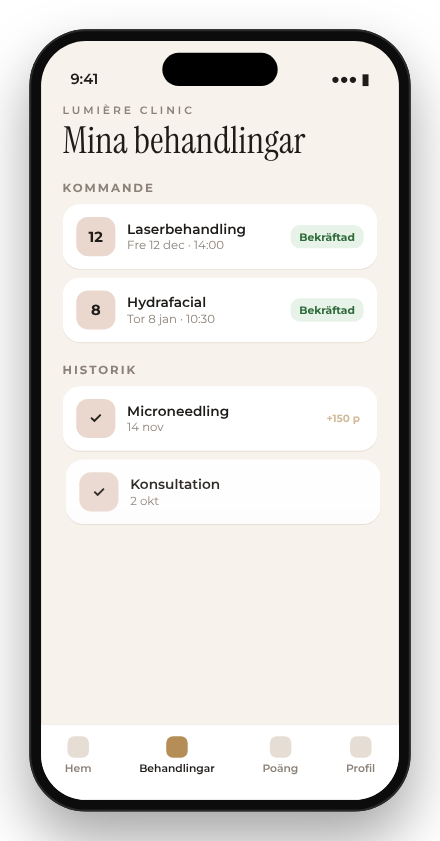 9:41
LUMIÈRE CLINIC
Mina behandlingar
KOMMANDE
12
Laserbehandling
Fre 12 dec · 14:00
Bekräftad
8
Hydrafacial
Tor 8 jan · 10:30
Bekräftad
HISTORIK
Microneedling
14 nov
+150 p
Konsultation
2 okt
Hem
Behandlingar
Poäng
Profil